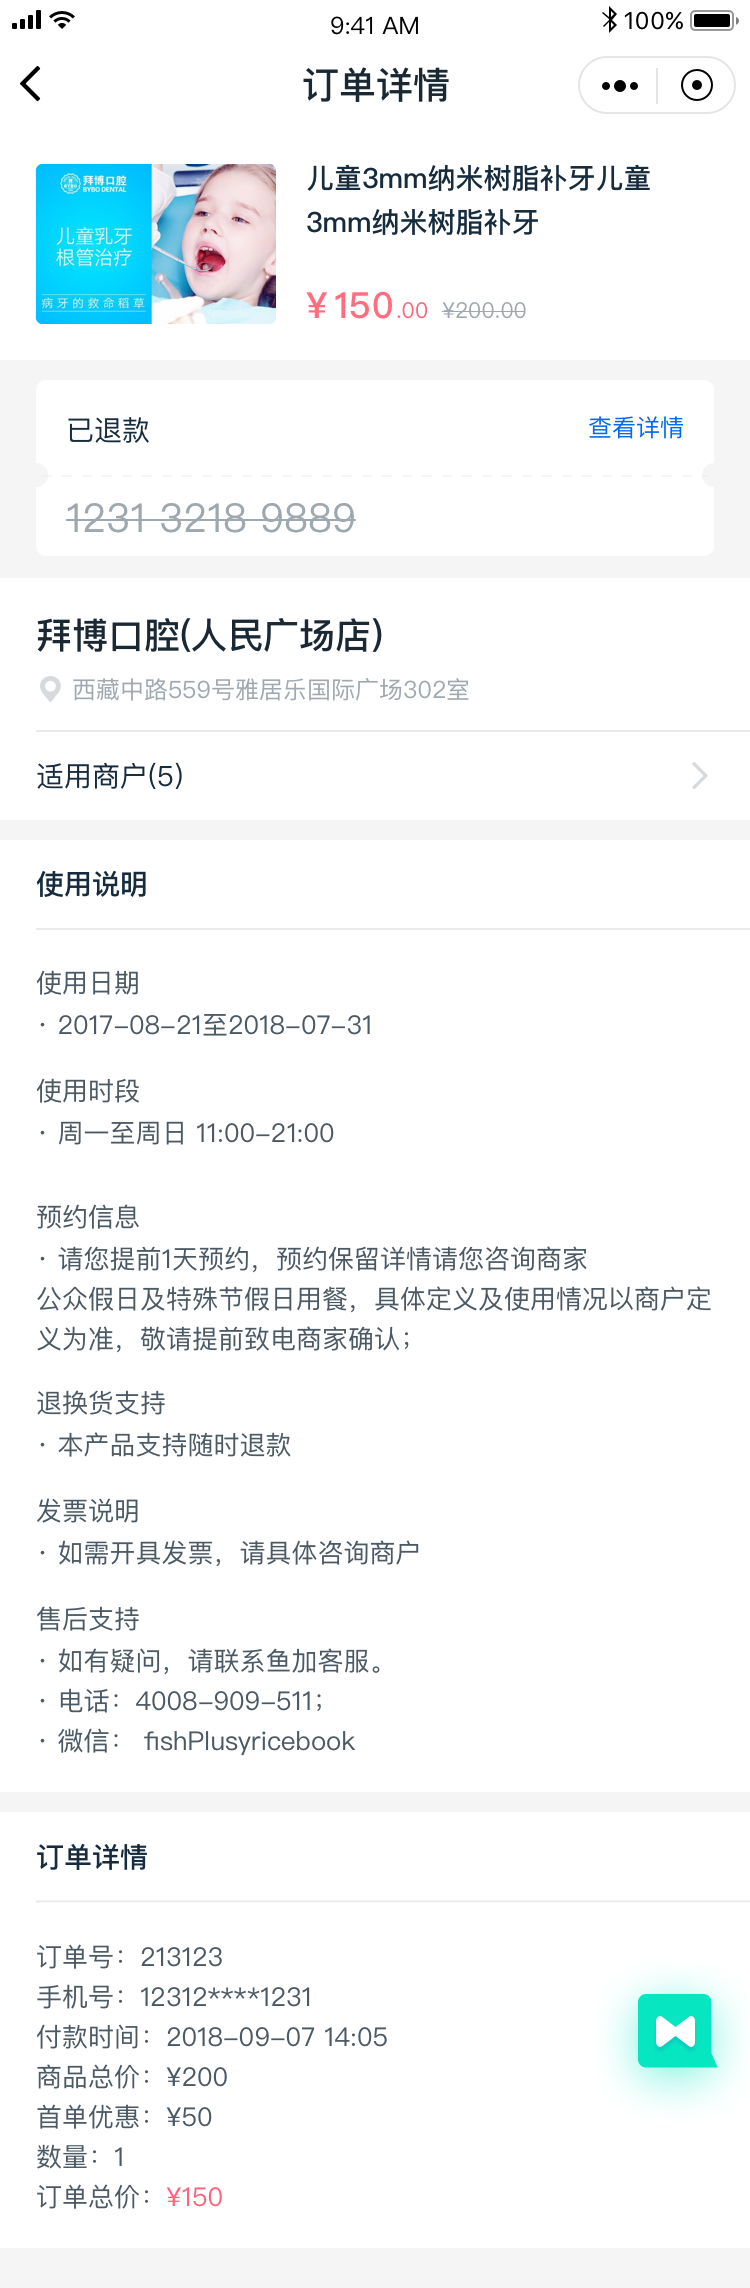 9:41 AM
100%
订单详情
拜博口腔
BYBO DENTAL
儿童乳牙
根管治疗
病牙的救命稻草
儿童3mm纳米树脂补牙儿童
3mm纳米树脂补牙
¥150.00 ¥200.00
已退款
查看详情
1231 3218 9889
拜博口腔(人民广场店)
西藏中路559号雅居乐国际广场302室
适用商户(5)
使用说明
使用日期
· 2017-08-21至2018-07-31
使用时段
· 周一至周日 11:00-21:00
预约信息
· 请您提前1天预约，预约保留详情请您咨询商家
公众假日及特殊节假日用餐，具体定义及使用情况以商户定
义为准，敬请提前致电商家确认；
退换货支持
· 本产品支持随时退款
发票说明
· 如需开具发票，请具体咨询商户
售后支持
· 如有疑问，请联系鱼加客服。
· 电话：4008-909-511；
· 微信： fishPlusyricebook
订单详情
订单号：213123
手机号：12312****1231
付款时间：2018-09-07 14:05
商品总价：¥200
首单优惠：¥50
数量：1
订单总价：¥150